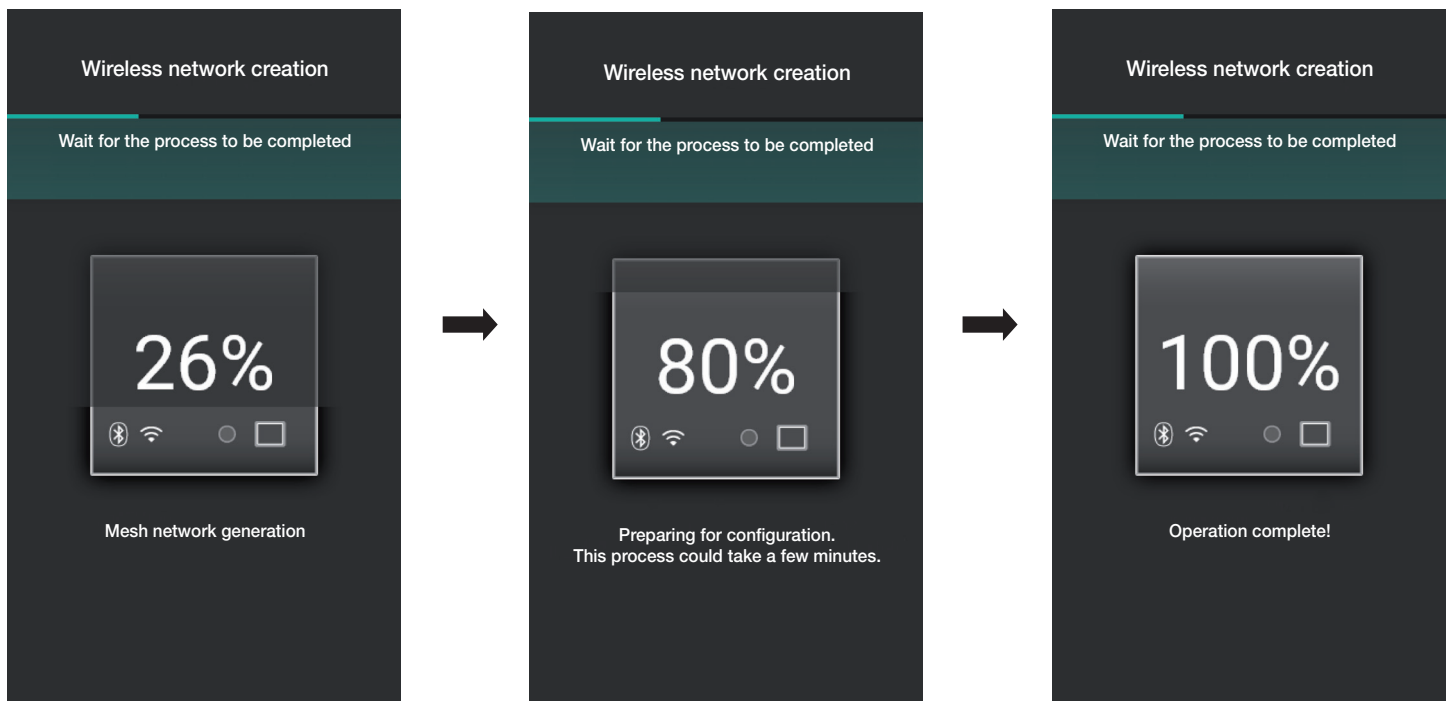 Wireless network creation
Wait for the process to be completed
26%
Mesh network generation
Wireless network creation
Wait for the process to be completed
80%
Preparing for configuration.
This process could take a few minutes.
Wireless network creation
Wait for the process to be completed
100%
Operation complete!